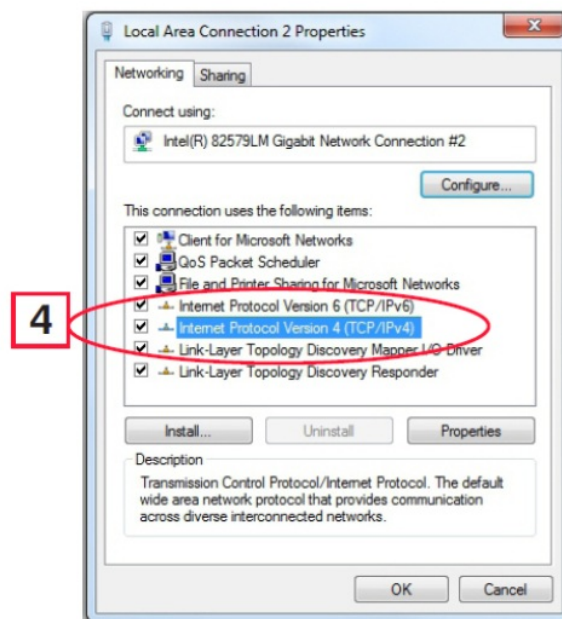 Local Area Connection 2 Properties
Networking
Sharing
Connect using:
Intel(R) 82579LM Gigabit Network Connection #2
Configure...
This connection uses the following items:
Client for Microsoft Networks
QoS Packet Scheduler
File and Printer Sharing for Microsoft Networks
Internet Protocol Version 6 (TCP/IPv6)
4
Internet Protocol Version 4 (TCP/IPv4)
Link-Layer Topology Discovery Mapper I/O Driver
Link-Layer Topology Discovery Responder
Install...
Uninstall
Properties
Description
Transmission Control Protocol/Internet Protocol. The default
wide area network protocol that provides communication
across diverse interconnected networks.
OK
Cancel